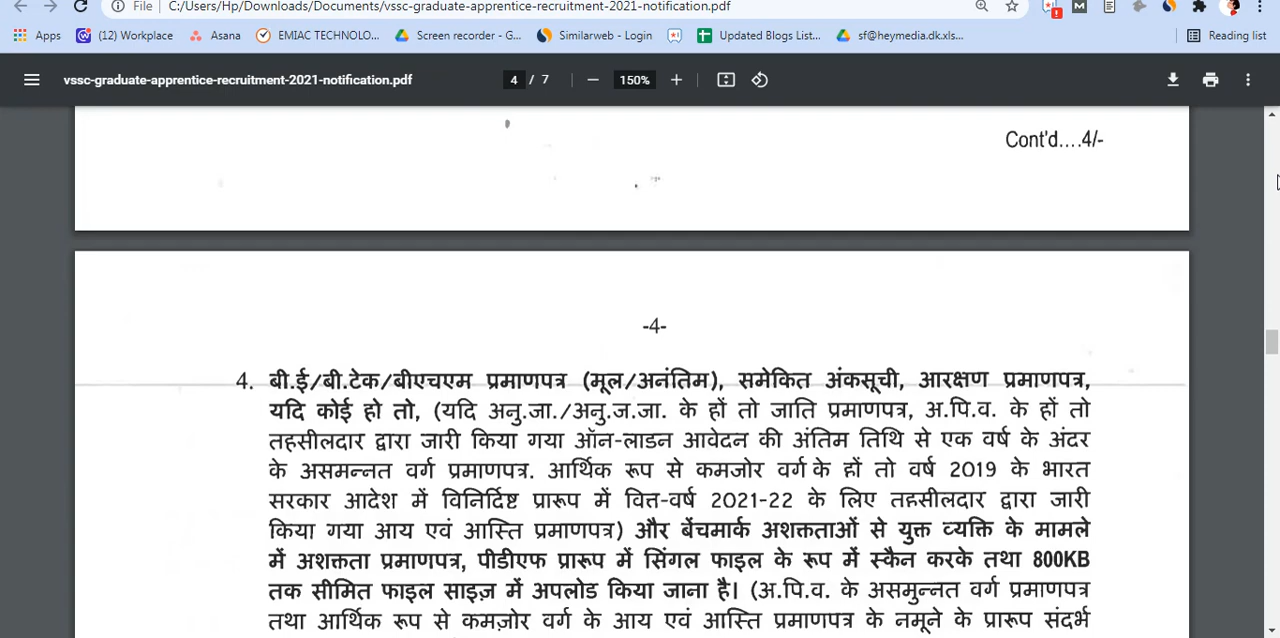 File | C:/Users/Hp/Downloads/Documents/vssc-graduate-apprentice-recruitment-2021-notification.pdf
Apps (12) Workplace Asana EMIAC TECHNOLO... Screen recorder - G... Similarweb - Login Updated Blogs List... sf@heymedia.dk.xls... Reading list
vssc-graduate-apprentice-recruitment-2021-notification.pdf 4 / 7 150%
Cont'd....4/-
-4-
4. बी.ई/बी.टेक/बीएचएम प्रमाणपत्र (मूल/अनंतिम), समेकित अंकसूची, आरक्षण प्रमाणपत्र,
यदि कोई हो तो, (यदि अनु.जा./अनु.ज.जा. के हों तो जाति प्रमाणपत्र, अ.पि.व. के हों तो
तहसीलदार द्वारा जारी किया गया ऑन-लाइन आवेदन की अंतिम तिथि से एक वर्ष के अंदर
के असमन्नत वर्ग प्रमाणपत्र. आर्थिक रूप से कमजोर वर्ग के हों तो वर्ष 2019 के भारत
सरकार आदेश में विनिर्दिष्ट प्रारूप में वित्त-वर्ष 2021-22 के लिए तहसीलदार द्वारा जारी
किया गया आय एवं आस्ति प्रमाणपत्र) और बेंचमार्क अशक्तताओं से युक्त व्यक्ति के मामले
में अशक्तता प्रमाणपत्र, पीडीएफ प्रारूप में सिंगल फाइल के रूप में स्कैन करके तथा 800KB
तक सीमित फाइल साइज़ में अपलोड किया जाना है। (अ.पि.व. के असमुन्नत वर्ग प्रमाणपत्र
तथा आर्थिक रूप से कमज़ोर वर्ग के आय एवं आस्ति प्रमाणपत्र के नमूने के प्रारूप संदर्भ